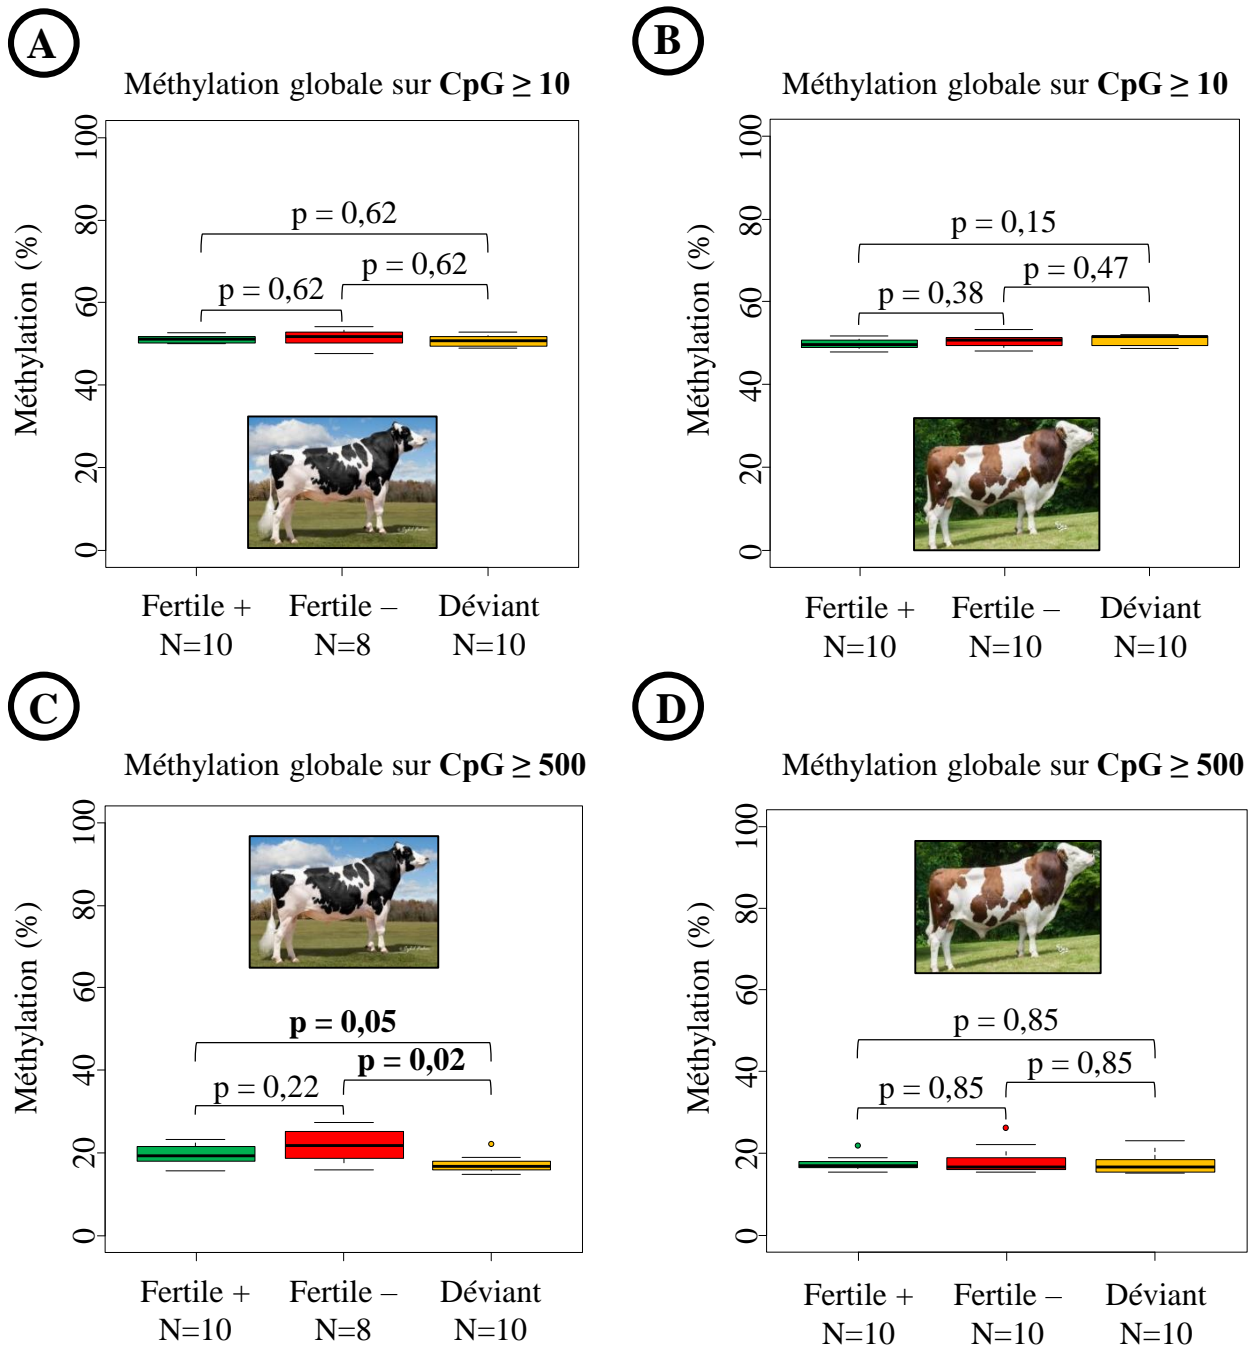 A
Méthylation globale sur CpG ≥ 10
Méthylation (%)
100
80
60
40
20
0
p = 0,62
p = 0,62
p = 0,62
Fertile + Fertile – Déviant
N=10 N=8 N=10
B
Méthylation globale sur CpG ≥ 10
Méthylation (%)
100
80
60
40
20
0
p = 0,15
p = 0,47
p = 0,38
Fertile + Fertile – Déviant
N=10 N=10 N=10
C
Méthylation globale sur CpG ≥ 500
Méthylation (%)
100
80
60
40
20
0
p = 0,05
p = 0,02
p = 0,22
Fertile + Fertile – Déviant
N=10 N=8 N=10
D
Méthylation globale sur CpG ≥ 500
Méthylation (%)
100
80
60
40
20
0
p = 0,85
p = 0,85
p = 0,85
Fertile + Fertile – Déviant
N=10 N=10 N=10